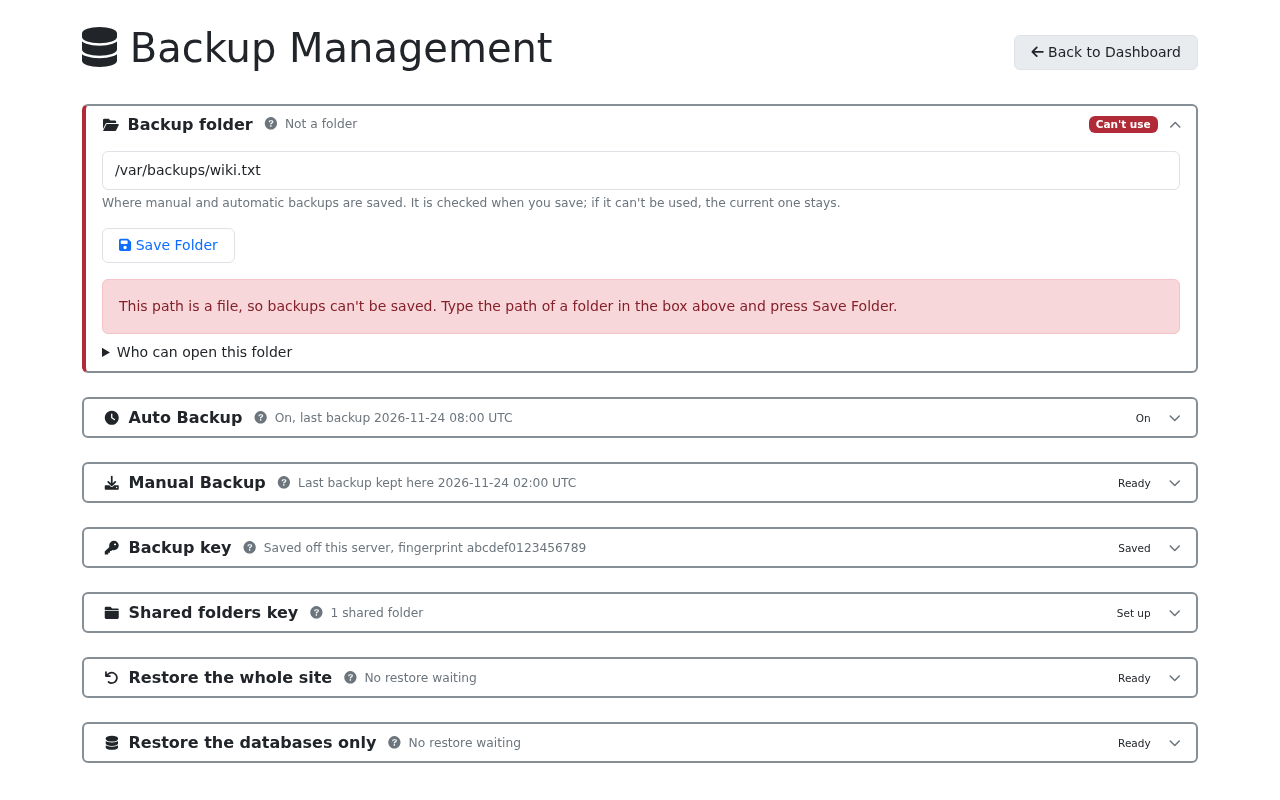 Backup Management
Back to Dashboard
Backup folder Not a folder Can't use
/var/backups/wiki.txt
Where manual and automatic backups are saved. It is checked when you save; if it can't be used, the current one stays.
Save Folder
This path is a file, so backups can't be saved. Type the path of a folder in the box above and press Save Folder.
Who can open this folder
Auto Backup On, last backup 2026-11-24 08:00 UTC On
Manual Backup Last backup kept here 2026-11-24 02:00 UTC Ready
Backup key Saved off this server, fingerprint abcdef0123456789 Saved
Shared folders key 1 shared folder Set up
Restore the whole site No restore waiting Ready
Restore the databases only No restore waiting Ready